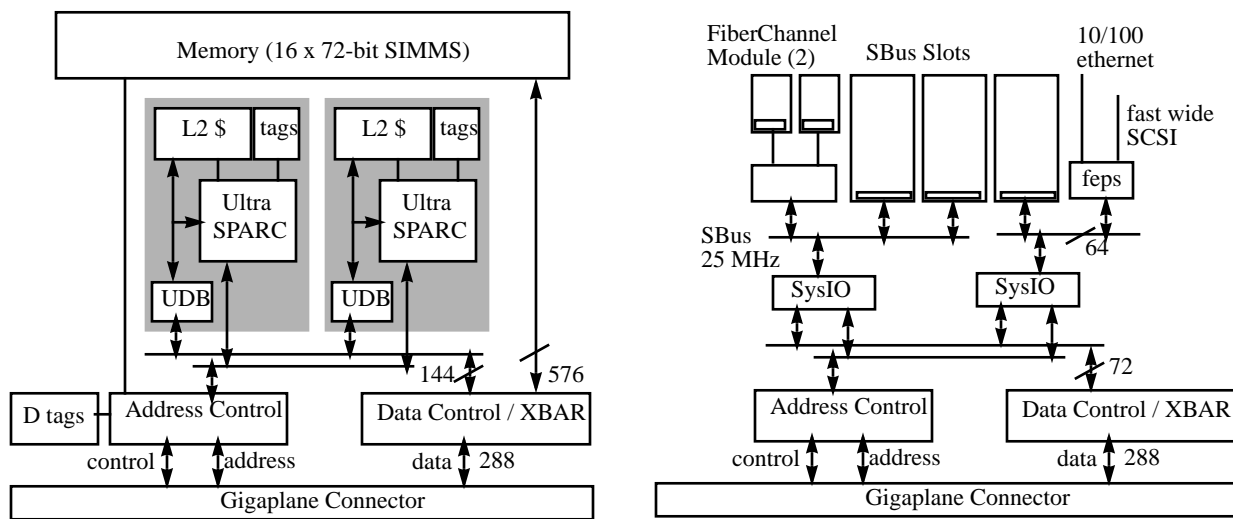 Memory (16 x 72-bit SIMMS)
L2 $
tags
L2 $
tags
Ultra
SPARC
Ultra
SPARC
UDB
UDB
144
576
D tags
Address Control
Data Control / XBAR
control
address
data
288
Gigaplane Connector
FiberChannel
Module (2)
SBus Slots
10/100
ethernet
fast wide
SCSI
feps
SBus
25 MHz
64
SysIO
SysIO
72
Address Control
Data Control / XBAR
control
address
data
288
Gigaplane Connector